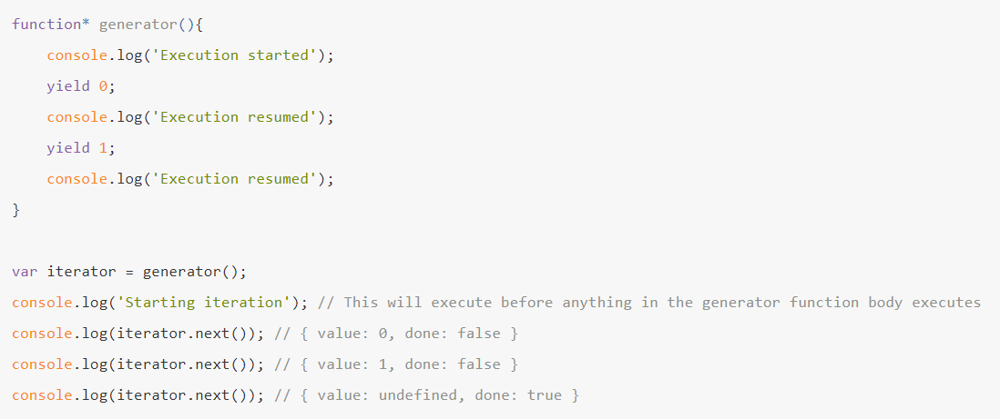 function* generator(){
    console.log('Execution started');
    yield 0;
    console.log('Execution resumed');
    yield 1;
    console.log('Execution resumed');
}

var iterator = generator();
console.log('Starting iteration'); // This will execute before anything in the generator function body executes
console.log(iterator.next()); // { value: 0, done: false }
console.log(iterator.next()); // { value: 1, done: false }
console.log(iterator.next()); // { value: undefined, done: true }